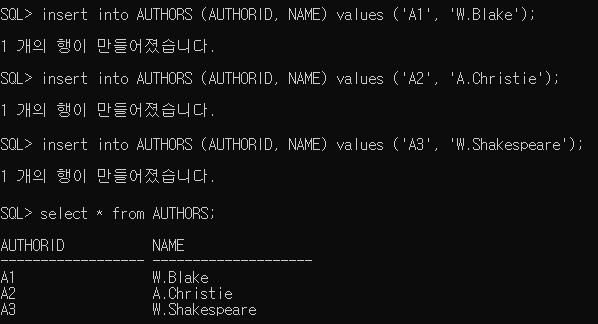 SQL> insert into AUTHORS (AUTHORID, NAME) values ('A1', 'W.Blake');
1 개의 행이 만들어졌습니다.
SQL> insert into AUTHORS (AUTHORID, NAME) values ('A2', 'A.Christie');
1 개의 행이 만들어졌습니다.
SQL> insert into AUTHORS (AUTHORID, NAME) values ('A3', 'W.Shakespeare');
1 개의 행이 만들어졌습니다.
SQL> select * from AUTHORS;
AUTHORID NAME
------------------ --------------------
A1 W.Blake
A2 A.Christie
A3 W.Shakespeare